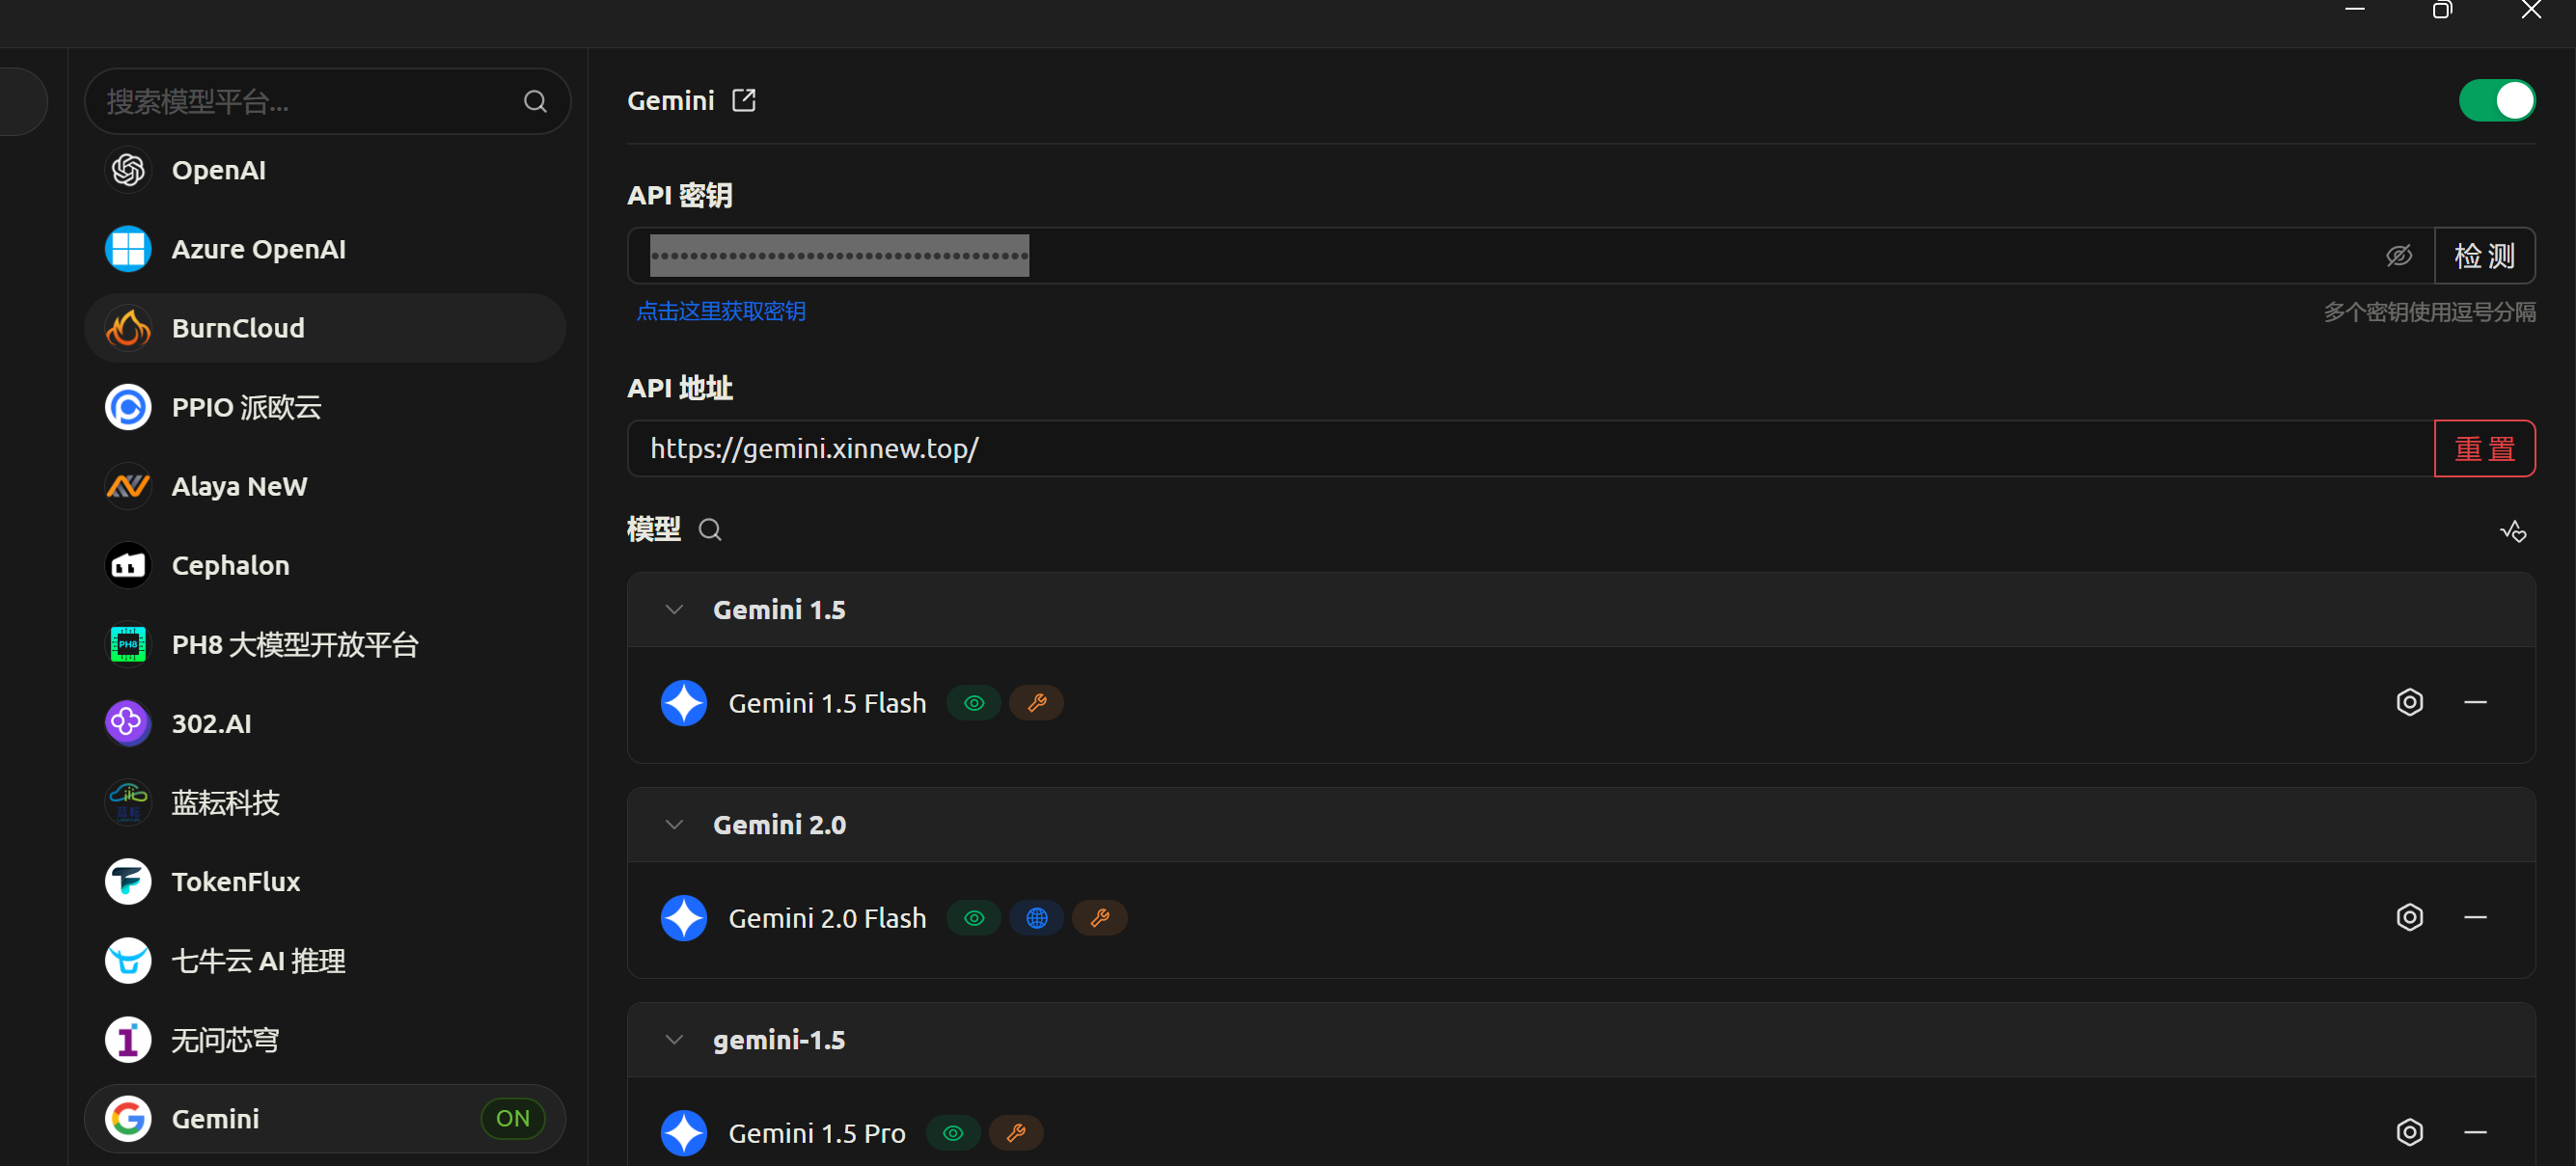 搜索模型平台...
OpenAI
Azure OpenAI
BurnCloud
PPIO 派欧云
Alaya NeW
Cephalon
PH8
PH8 大模型开放平台
302.AI
蓝耘
蓝耘科技
TokenFlux
七牛云 AI 推理
无问芯穹
Gemini ON
Gemini
API 密钥
检测
点击这里获取密钥
多个密钥使用逗号分隔
API 地址
https://gemini.xinnew.top/
重置
模型
Gemini 1.5
Gemini 1.5 Flash
Gemini 2.0
Gemini 2.0 Flash
gemini-1.5
Gemini 1.5 Pro